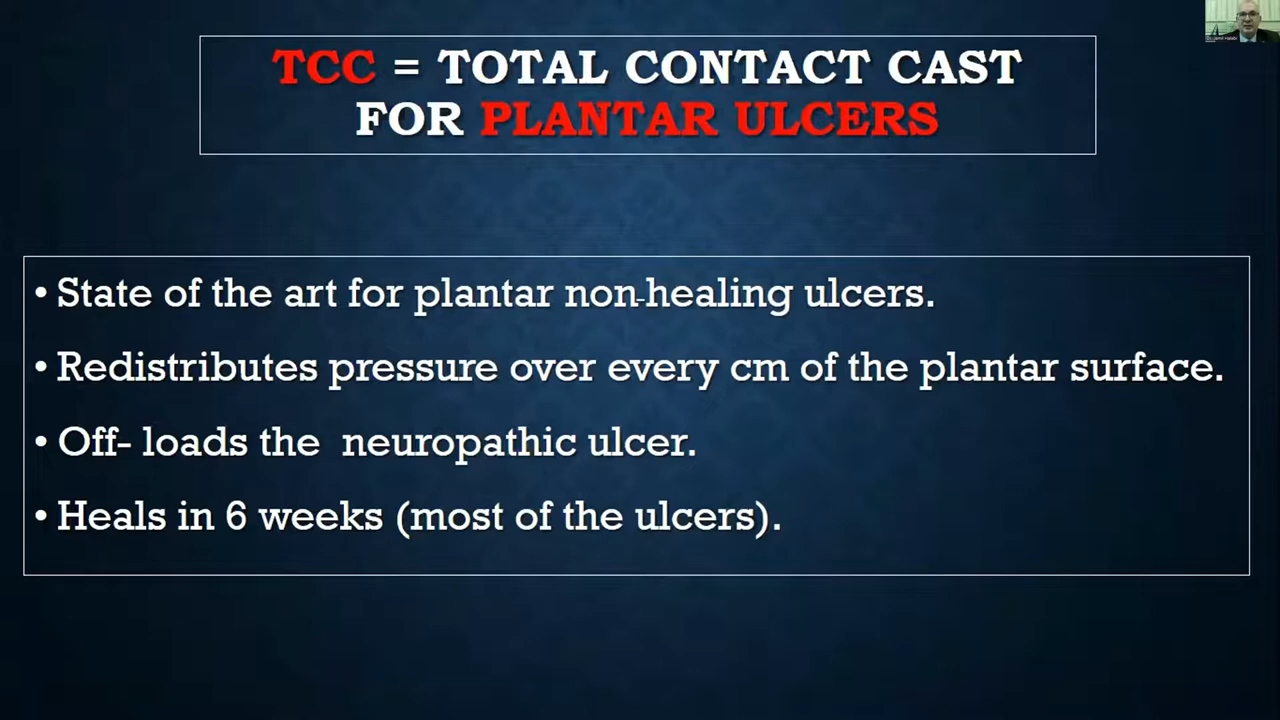 TCC = TOTAL CONTACT CAST
FOR PLANTAR ULCERS
• State of the art for plantar non-healing ulcers.
• Redistributes pressure over every cm of the plantar surface.
• Off- loads the  neuropathic ulcer.
• Heals in 6 weeks (most of the ulcers).